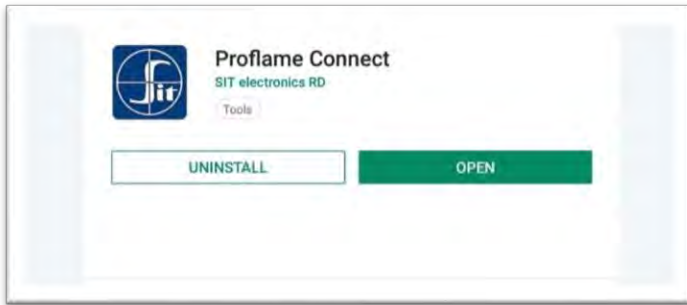 Sit
Proflame Connect
SIT electronics RD
Tools
UNINSTALL
OPEN